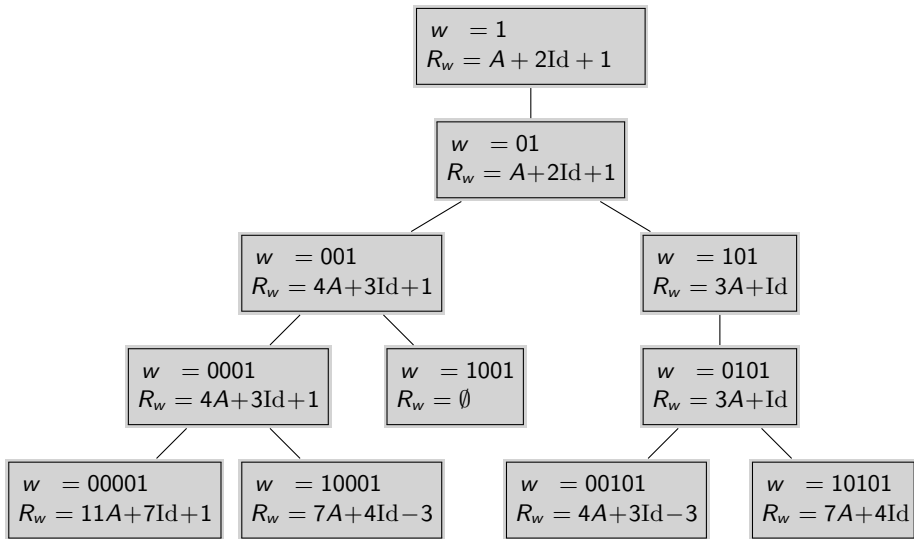 w = 1
R_w = A + 2Id + 1
w = 01
R_w = A+2Id+1
w = 001
R_w = 4A+3Id+1
w = 101
R_w = 3A+Id
w = 0001
R_w = 4A+3Id+1
w = 1001
R_w = ∅
w = 0101
R_w = 3A+Id
w = 00001
R_w = 11A+7Id+1
w = 10001
R_w = 7A+4Id−3
w = 00101
R_w = 4A+3Id−3
w = 10101
R_w = 7A+4Id